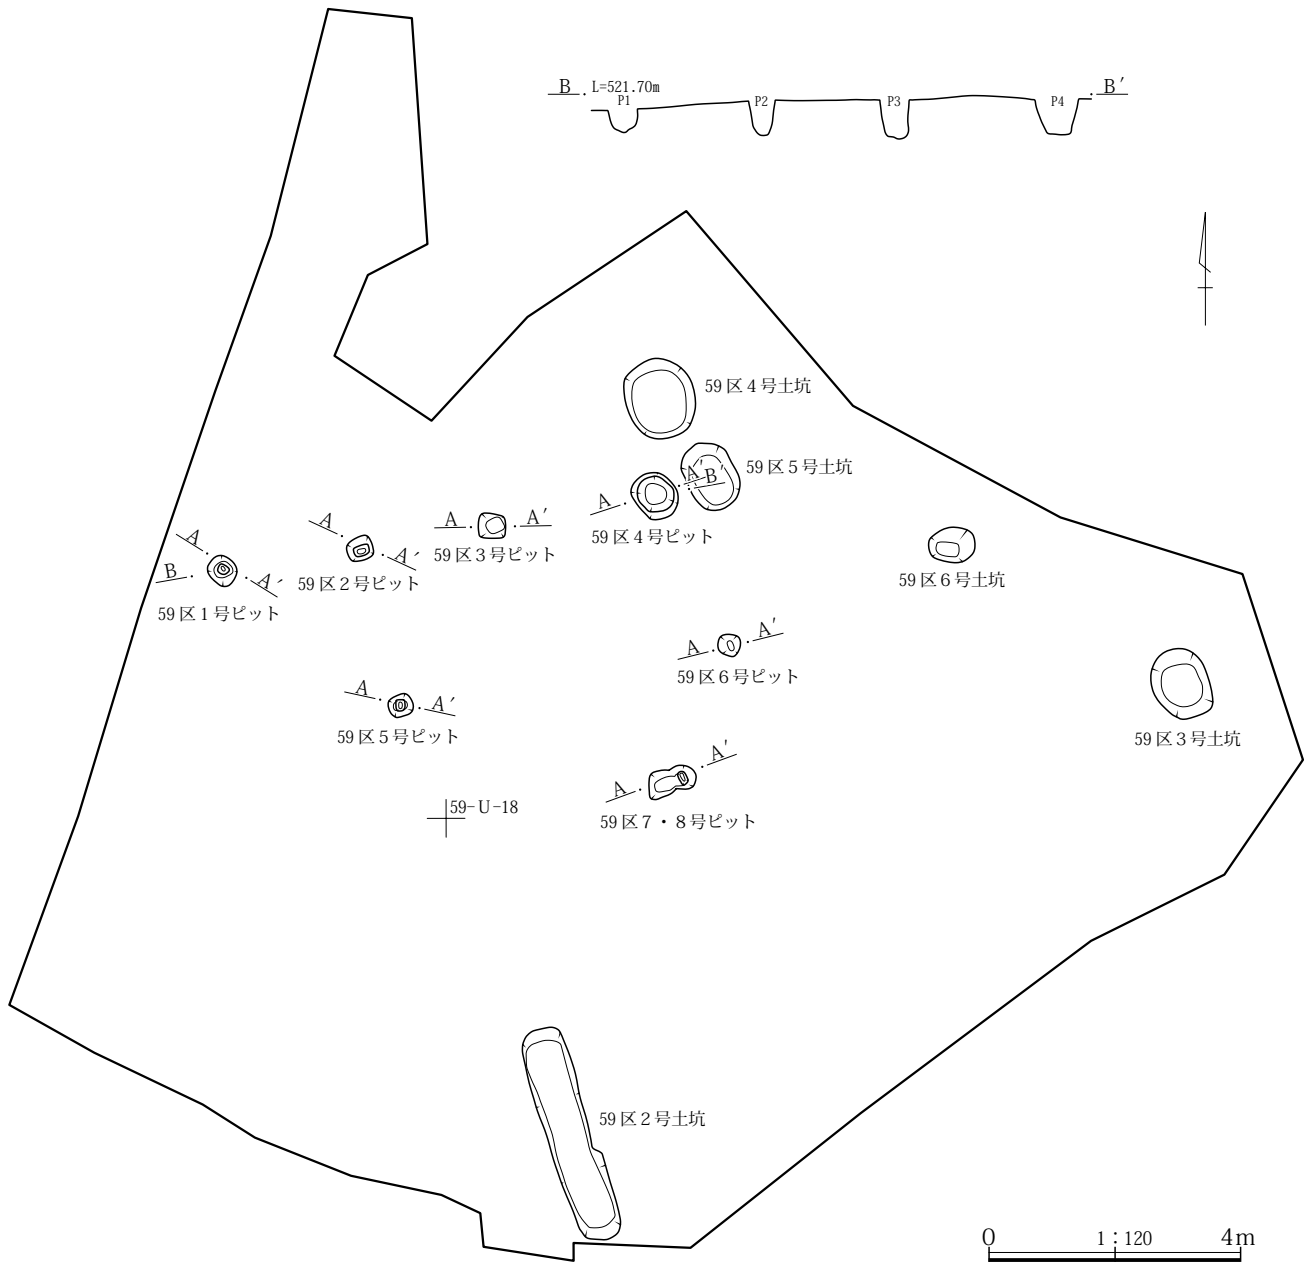 B L=521.70m B′
P1 P2 P3 P4
59区4号土坑
59区5号土坑
A A′ B′
59区4号ピット
A A′
59区3号ピット
A A′
59区2号ピット
A A′
B
59区1号ピット
59区6号土坑
A A′
59区6号ピット
59区3号土坑
A A′
59区5号ピット
A A′
59区7・8号ピット
59-U-18
59区2号土坑
0 1:120 4m